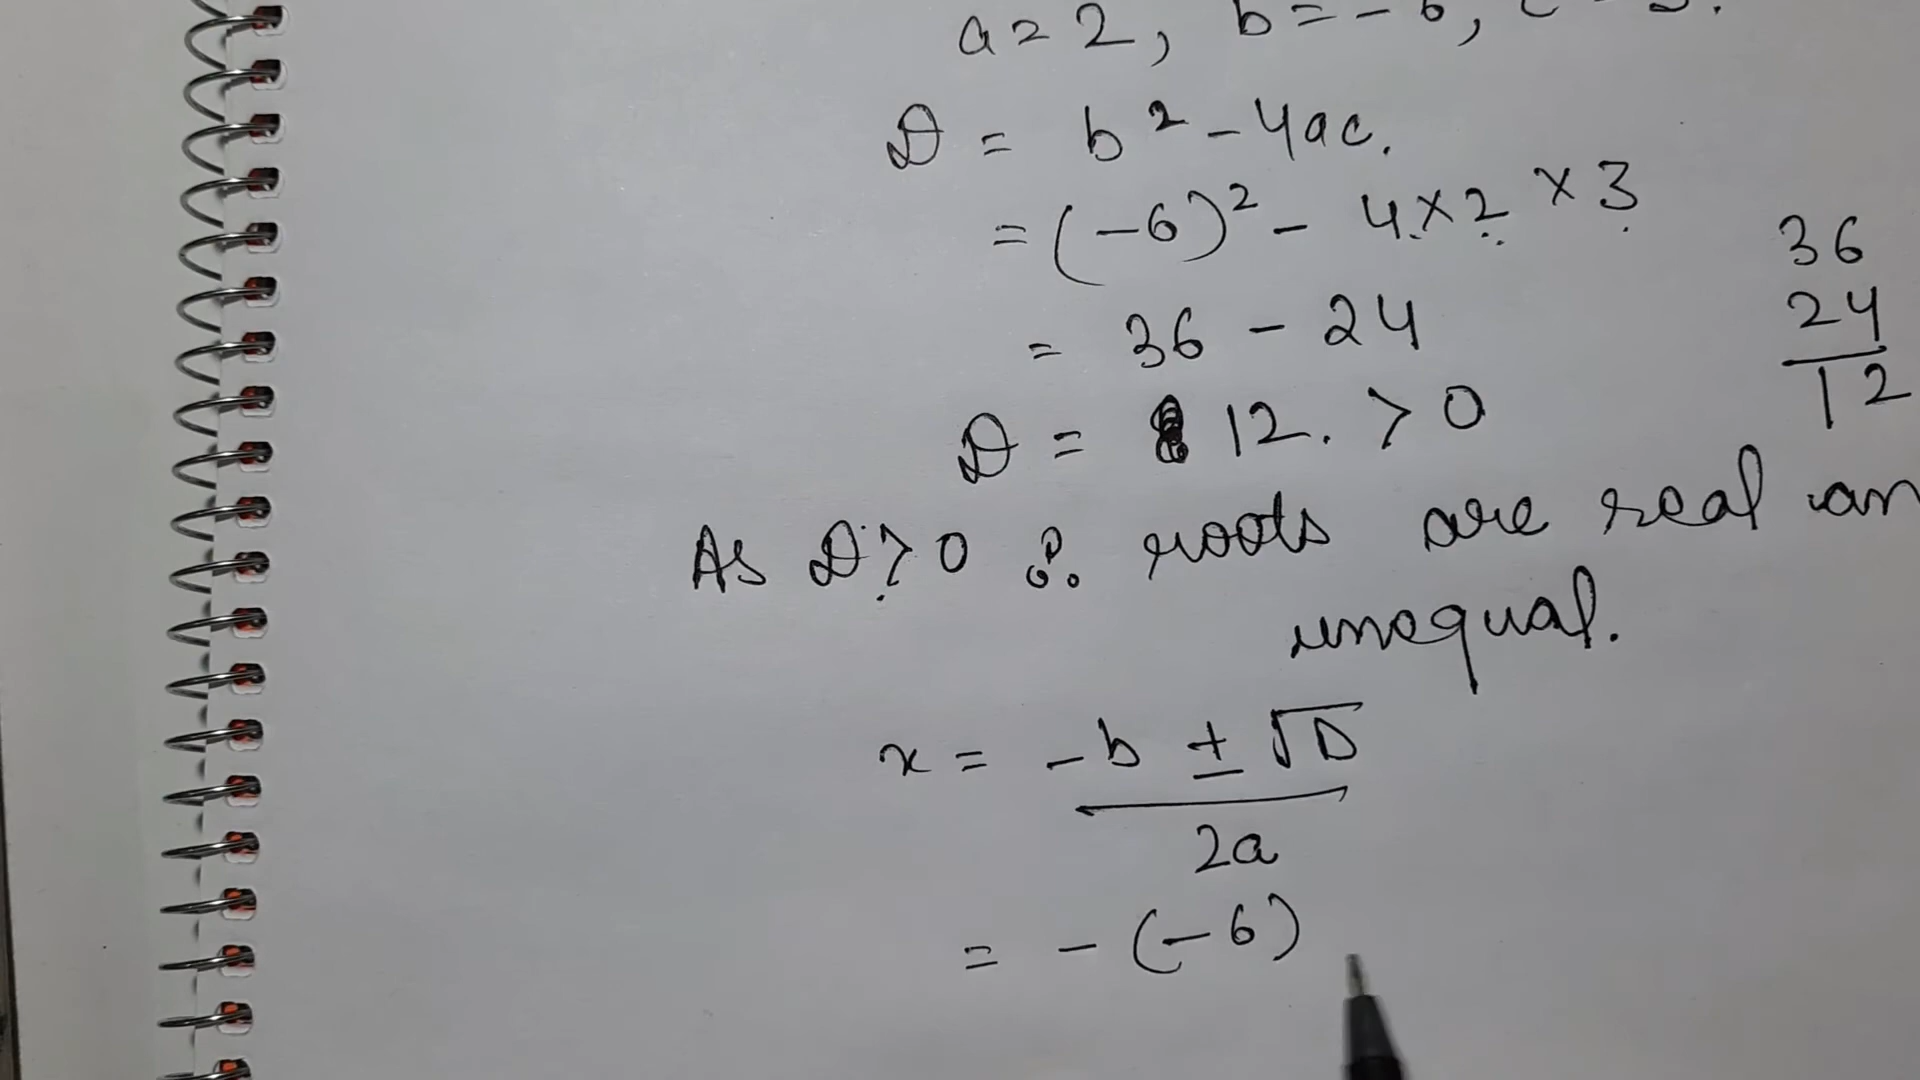 a = 2, b = - 6, c = 3.
D = b² - 4ac.
= (-6)² - 4 × 2 × 3
= 36 - 24
D = 12. > 0
36
24
12
As D > 0 ∴ roots are real an
unequal.
x = -b ± √D
2a
= - (-6)